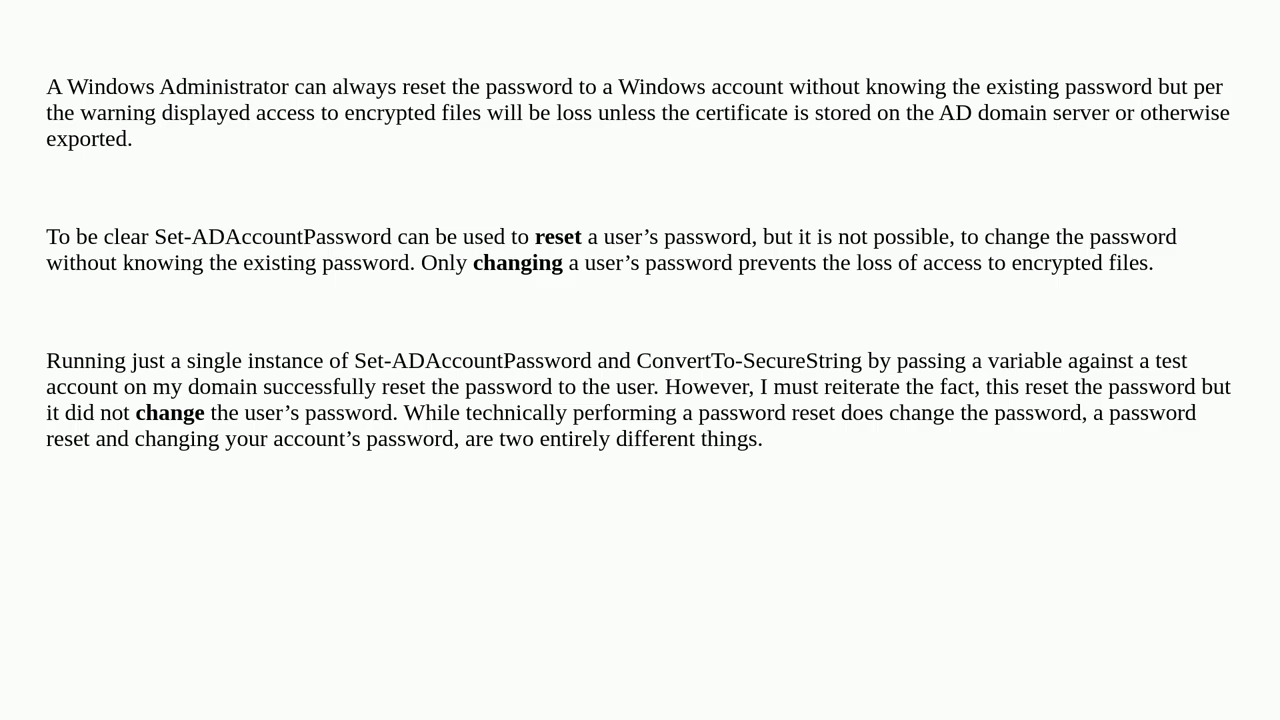 A Windows Administrator can always reset the password to a Windows account without knowing the existing password but per
the warning displayed access to encrypted files will be loss unless the certificate is stored on the AD domain server or otherwise
exported.
To be clear Set-ADAccountPassword can be used to reset a user’s password, but it is not possible, to change the password
without knowing the existing password. Only changing a user’s password prevents the loss of access to encrypted files.
Running just a single instance of Set-ADAccountPassword and ConvertTo-SecureString by passing a variable against a test
account on my domain successfully reset the password to the user. However, I must reiterate the fact, this reset the password but
it did not change the user’s password. While technically performing a password reset does change the password, a password
reset and changing your account’s password, are two entirely different things.